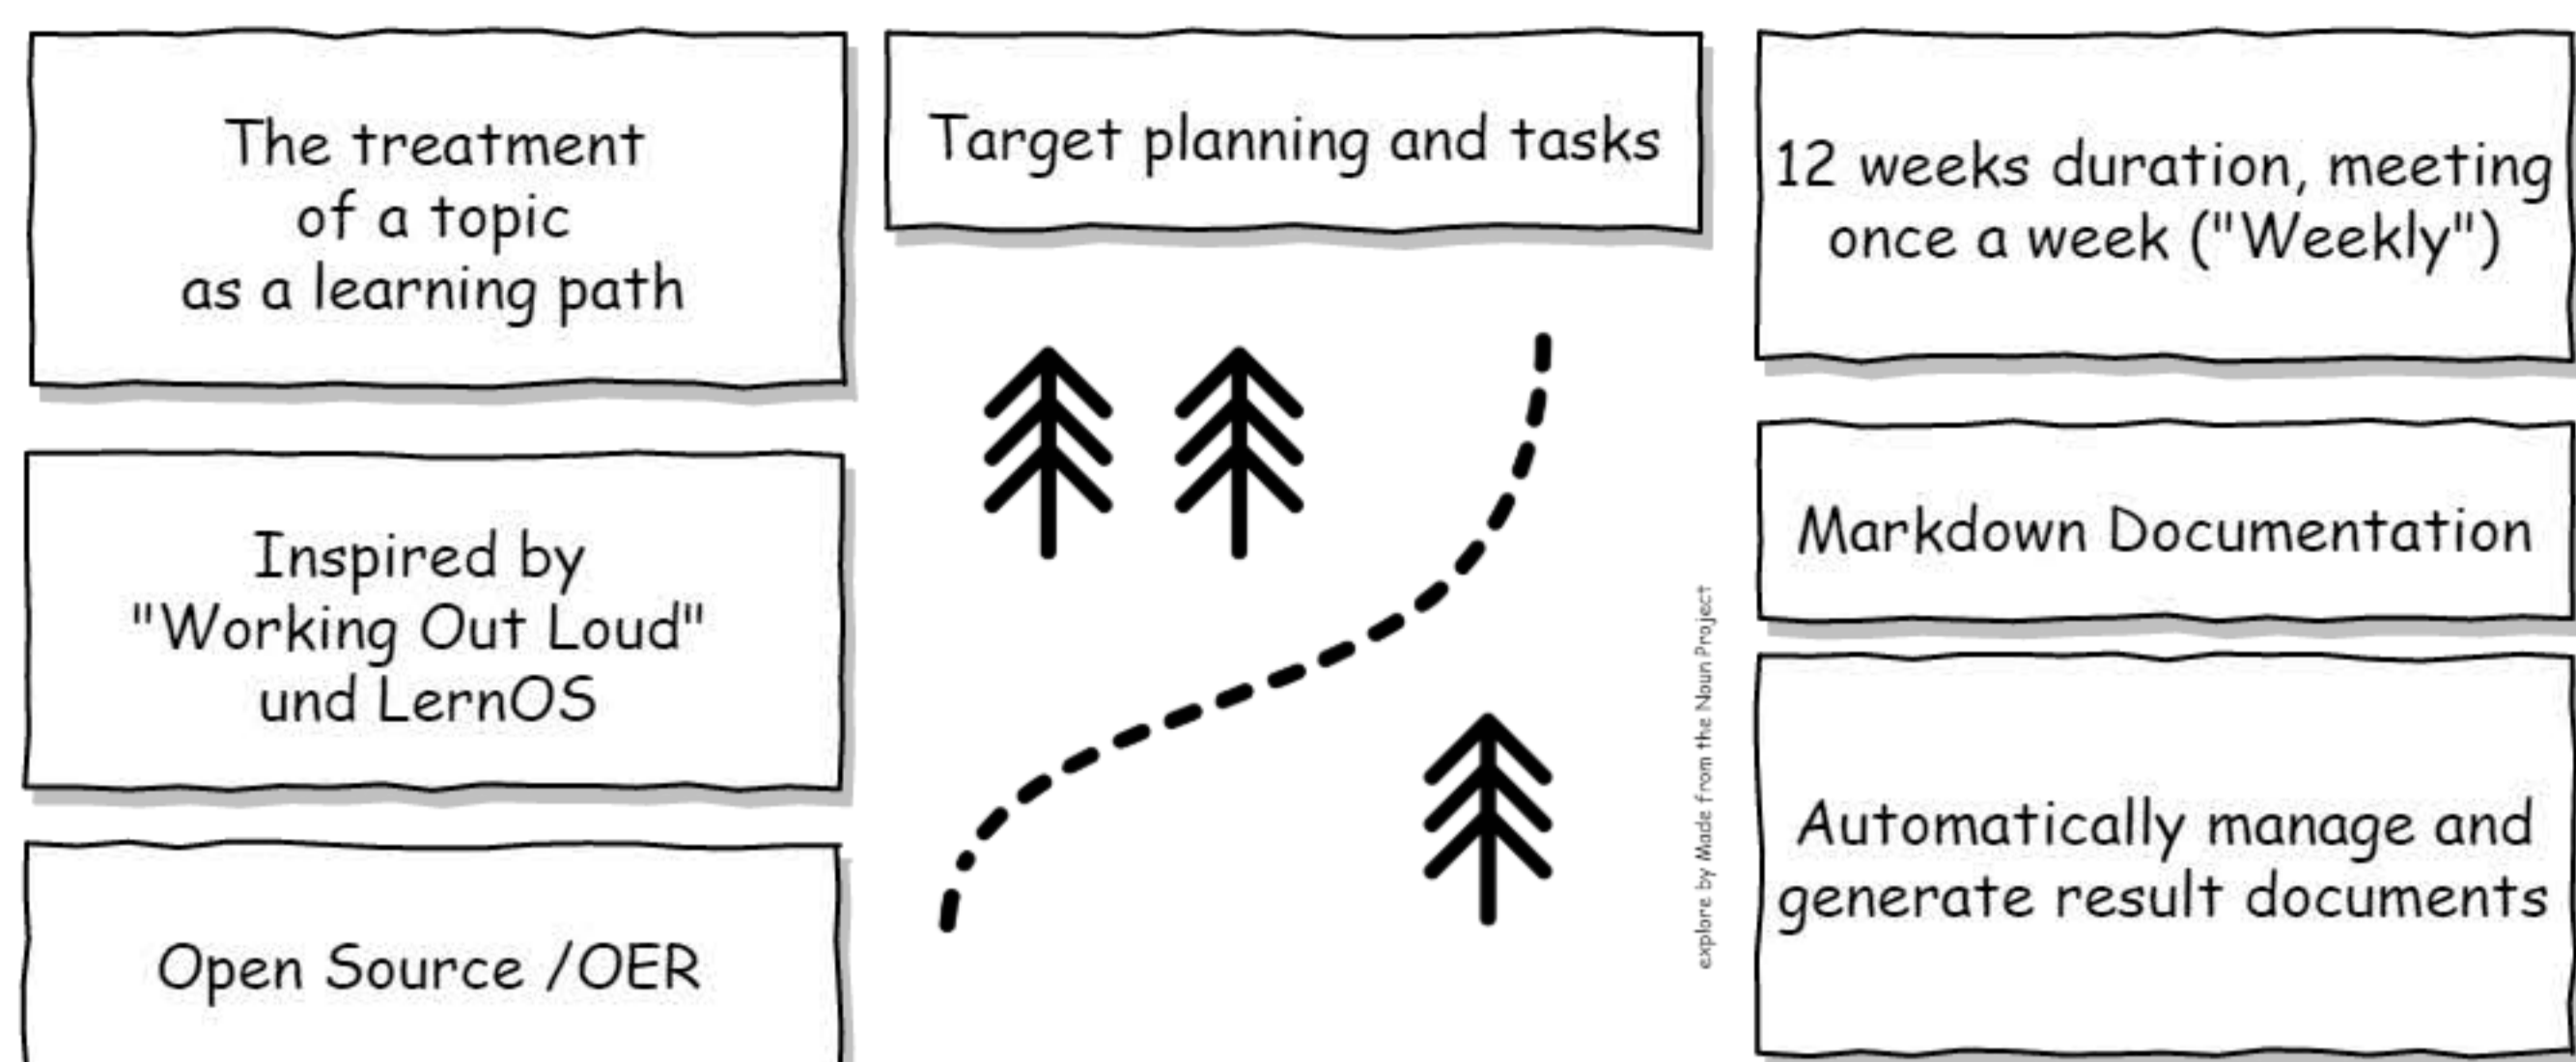 The treatment
of a topic
as a learning path
Inspired by
"Working Out Loud"
und LernOS
Open Source /OER
Target planning and tasks
explore by Made from the Noun Project
12 weeks duration, meeting
once a week ("Weekly")
Markdown Documentation
Automatically manage and
generate result documents